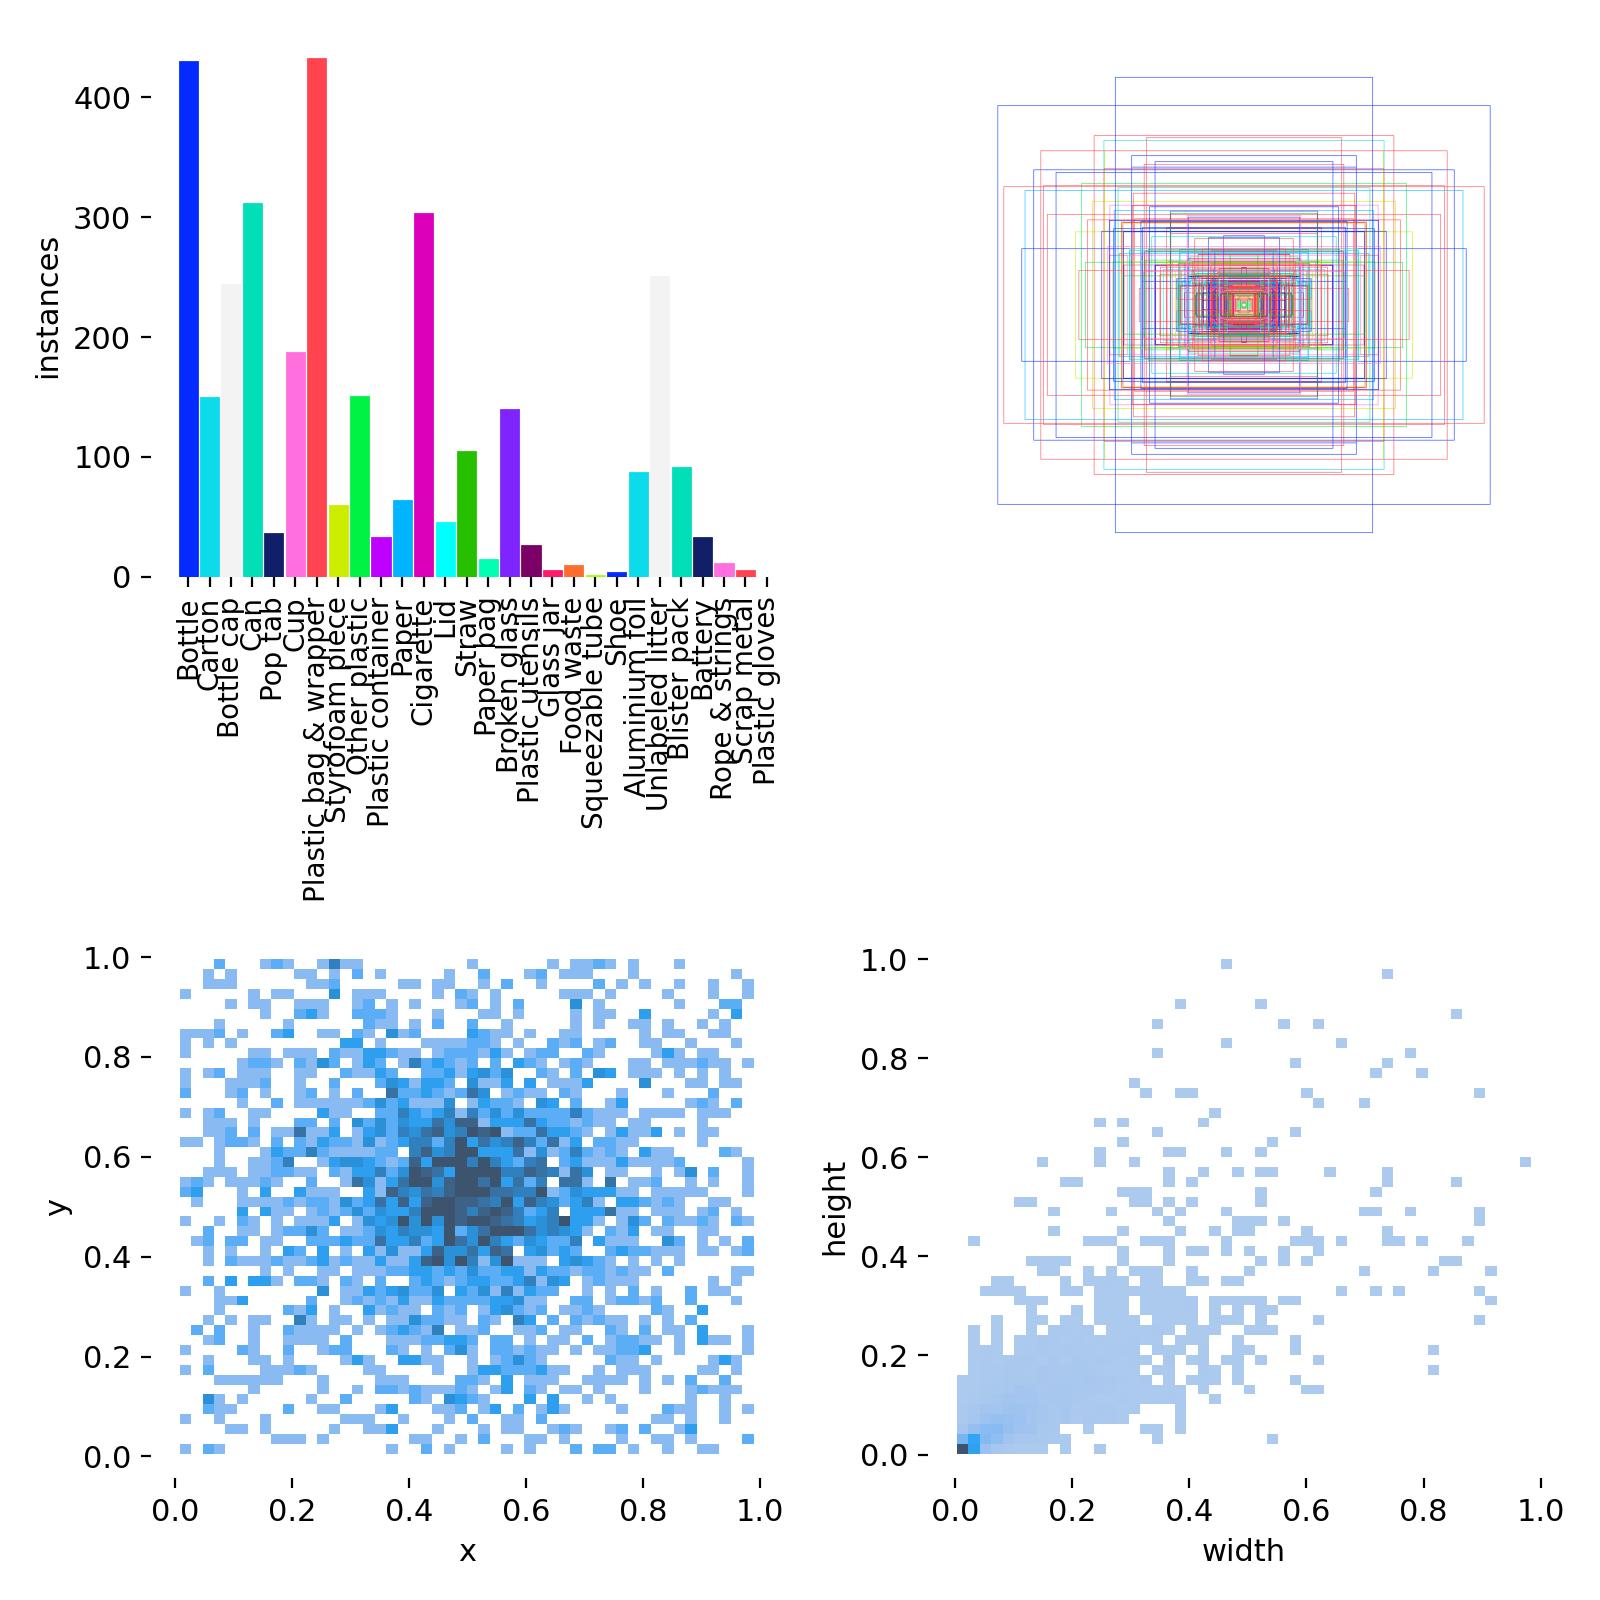 instances
400
300
200
100
0
Bottle
Carton
Bottle cap
Can
Pop tab
Cup
Plastic bag & wrapper
Styrofoam piece
Other plastic
Plastic container
Paper
Cigarette
Lid
Straw
Paper bag
Broken glass
Plastic utensils
Glass jar
Food waste
Squeezable tube
Shoe
Aluminium foil
Unlabeled litter
Blister pack
Battery
Rope & strings
Scrap metal
Plastic gloves
y
1.0
0.8
0.6
0.4
0.2
0.0
0.0 0.2 0.4 0.6 0.8 1.0
x
height
1.0
0.8
0.6
0.4
0.2
0.0
0.0 0.2 0.4 0.6 0.8 1.0
width